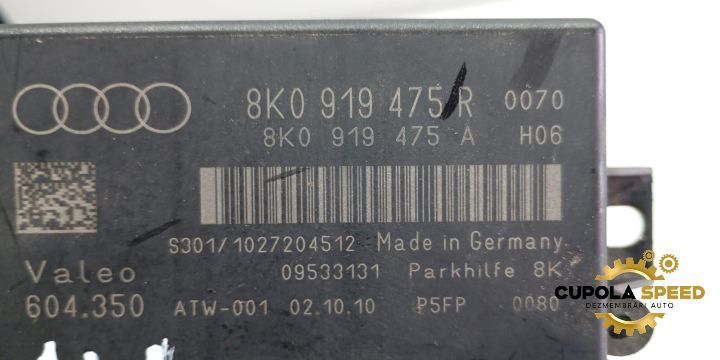 8K0 919 475 R 0070
8K0 919 475 A H06
S301/1027204512 Made in Germany
Valeo 09533131 Parkhilfe 8K
604.350 ATW-001 02.10.10 P5FP 0080
CUPOLA SPEED
DEZMEMBRĂRI AUTO